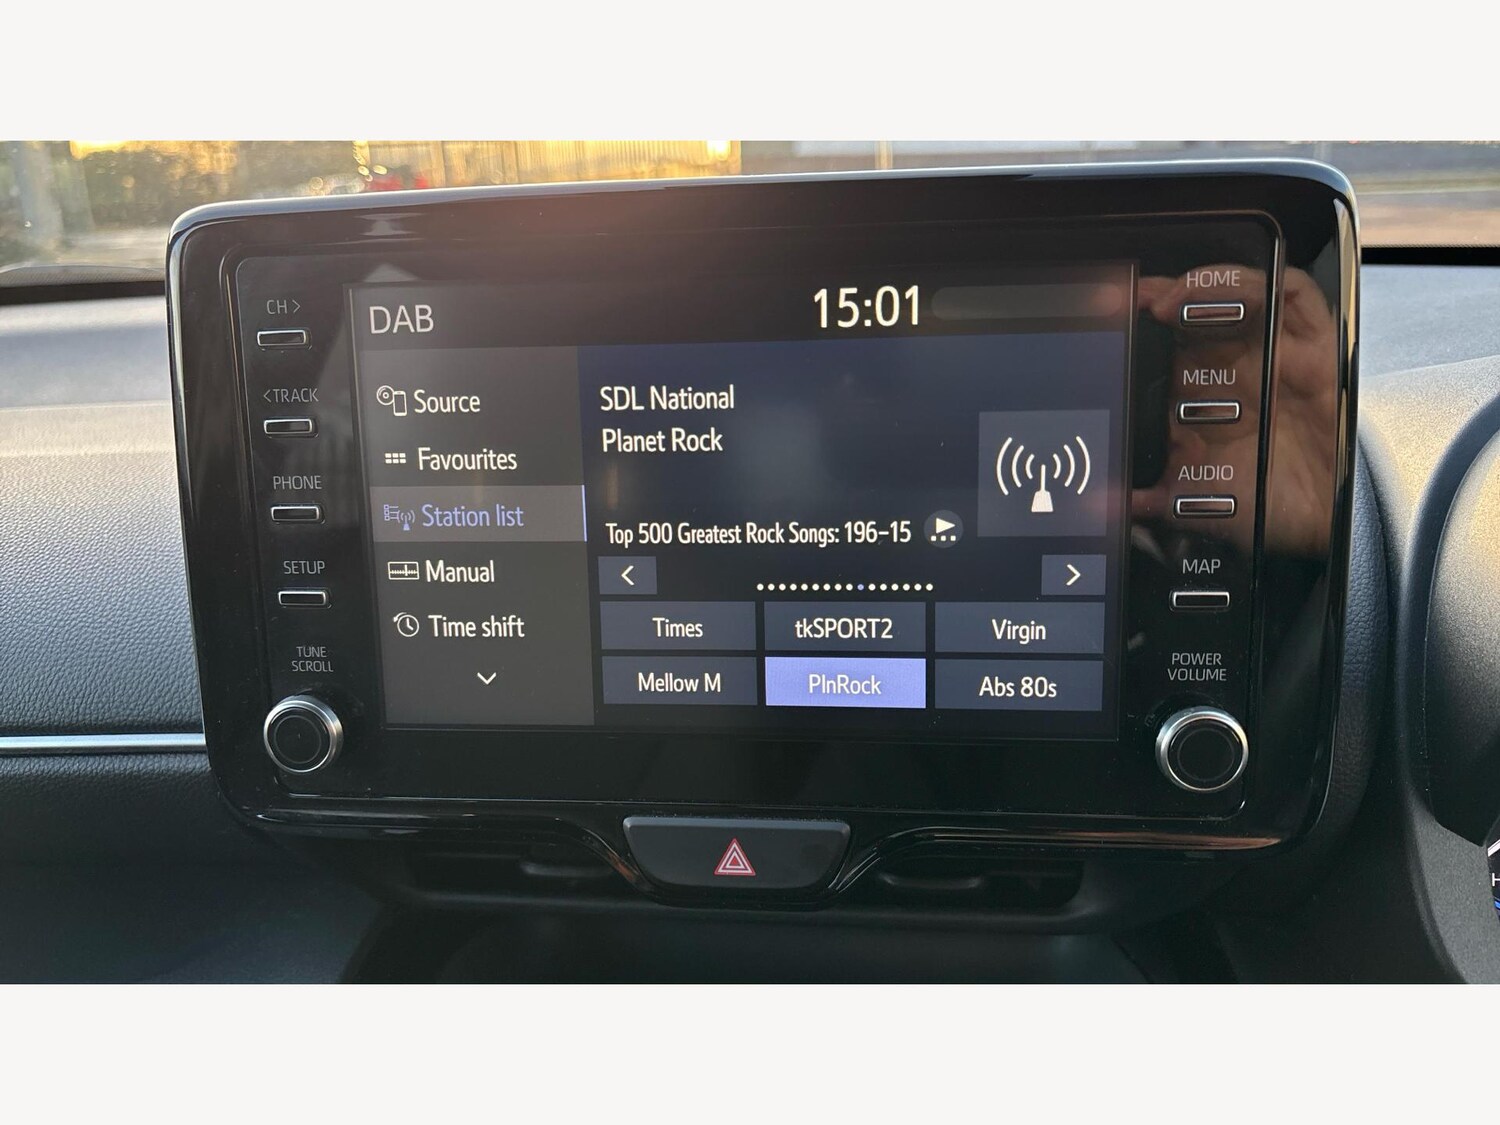 CH >
HOME
DAB
15:01
<TRACK
MENU
Source
SDL National
Favourites
Planet Rock
PHONE
AUDIO
Station list
Top 500 Greatest Rock Songs: 196–15
SETUP
MAP
Manual
Time shift
Times
tkSPORT2
Virgin
TUNE
SCROLL
POWER
VOLUME
Mellow M
PlnRock
Abs 80s
H